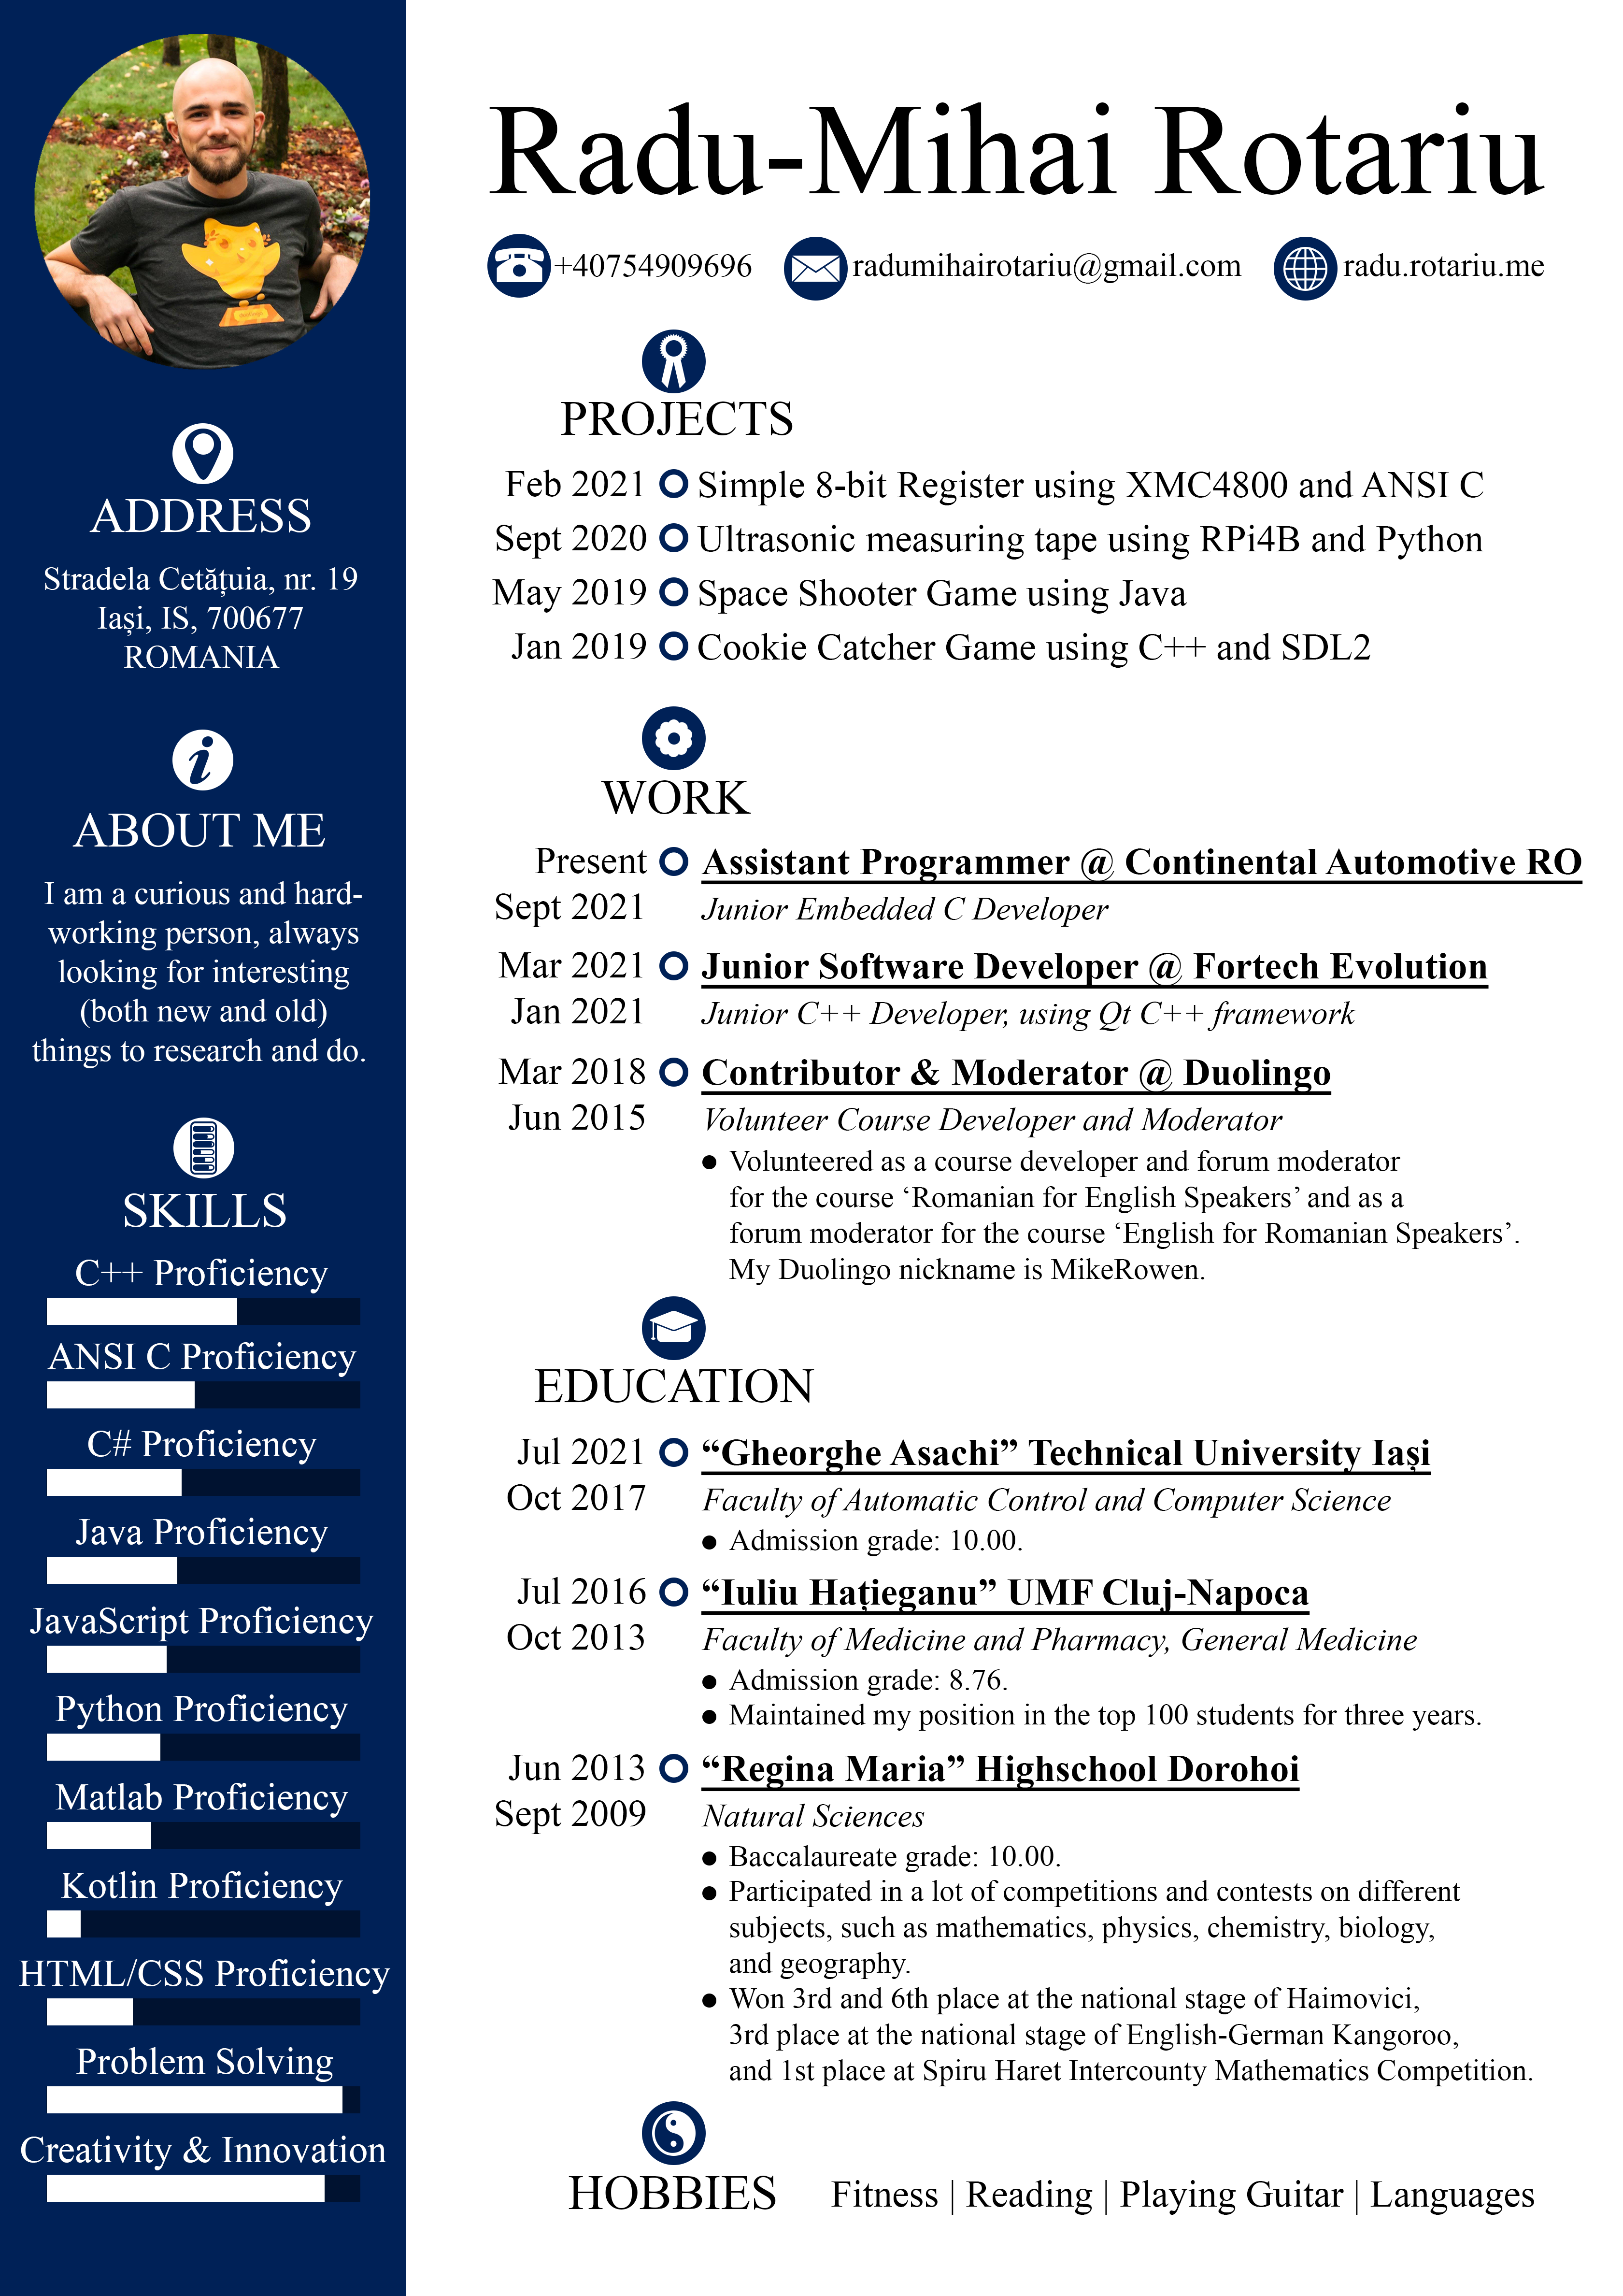 Radu-Mihai Rotariu
+40754909696
radumihairotariu@gmail.com
radu.rotariu.me
ADDRESS
Stradela Cetățuia, nr. 19
Iași, IS, 700677
ROMANIA
ABOUT ME
I am a curious and hard-
working person, always
looking for interesting
(both new and old)
things to research and do.
SKILLS
C++ Proficiency
ANSI C Proficiency
C# Proficiency
Java Proficiency
JavaScript Proficiency
Python Proficiency
Matlab Proficiency
Kotlin Proficiency
HTML/CSS Proficiency
Problem Solving
Creativity & Innovation
PROJECTS
Feb 2021 Simple 8-bit Register using XMC4800 and ANSI C
Sept 2020 Ultrasonic measuring tape using RPi4B and Python
May 2019 Space Shooter Game using Java
Jan 2019 Cookie Catcher Game using C++ and SDL2
WORK
Present Assistant Programmer @ Continental Automotive RO
Sept 2021 Junior Embedded C Developer
Mar 2021 Junior Software Developer @ Fortech Evolution
Jan 2021 Junior C++ Developer, using Qt C++ framework
Mar 2018 Contributor & Moderator @ Duolingo
Jun 2015 Volunteer Course Developer and Moderator
● Volunteered as a course developer and forum moderator
for the course ‘Romanian for English Speakers’ and as a
forum moderator for the course ‘English for Romanian Speakers’.
My Duolingo nickname is MikeRowen.
EDUCATION
Jul 2021 “Gheorghe Asachi” Technical University Iași
Oct 2017 Faculty of Automatic Control and Computer Science
● Admission grade: 10.00.
Jul 2016 “Iuliu Hațieganu” UMF Cluj-Napoca
Oct 2013 Faculty of Medicine and Pharmacy, General Medicine
● Admission grade: 8.76.
● Maintained my position in the top 100 students for three years.
Jun 2013 “Regina Maria” Highschool Dorohoi
Sept 2009 Natural Sciences
● Baccalaureate grade: 10.00.
● Participated in a lot of competitions and contests on different
subjects, such as mathematics, physics, chemistry, biology,
and geography.
● Won 3rd and 6th place at the national stage of Haimovici,
3rd place at the national stage of English-German Kangoroo,
and 1st place at Spiru Haret Intercounty Mathematics Competition.
HOBBIES
Fitness | Reading | Playing Guitar | Languages